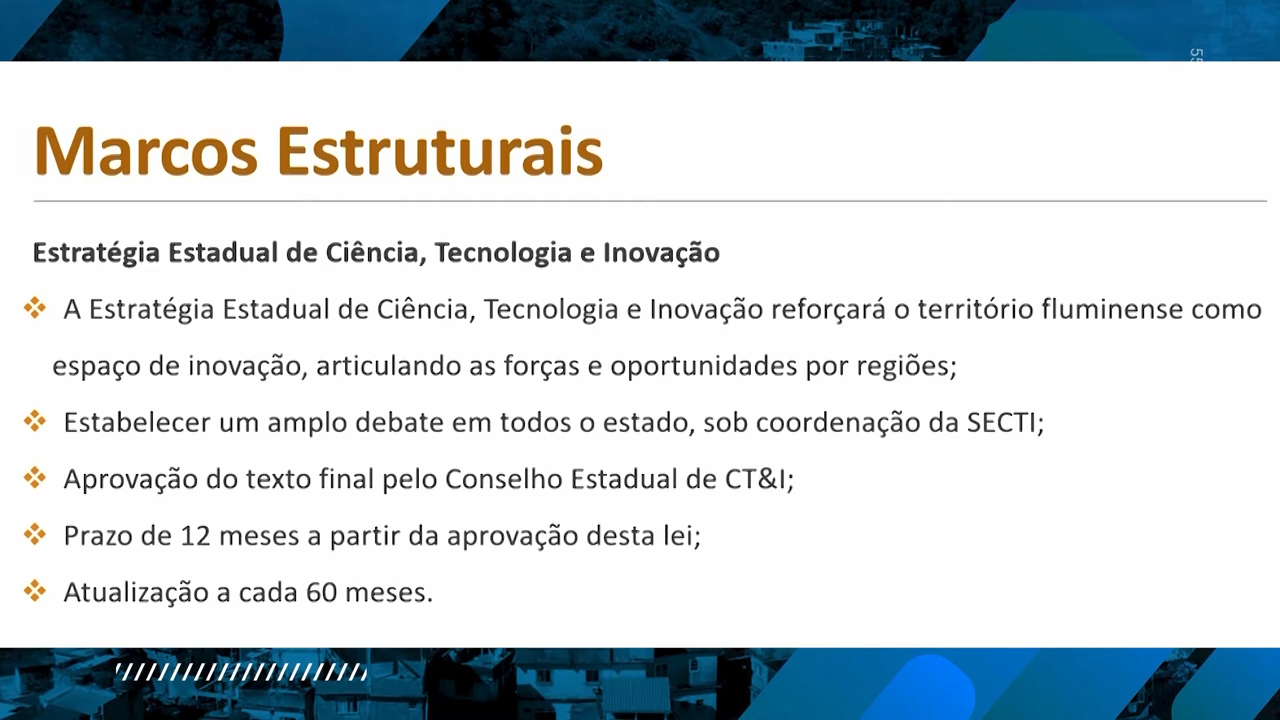 Marcos Estruturais
Estratégia Estadual de Ciência, Tecnologia e Inovação
❖ A Estratégia Estadual de Ciência, Tecnologia e Inovação reforçará o território fluminense como
espaço de inovação, articulando as forças e oportunidades por regiões;
❖ Estabelecer um amplo debate em todos o estado, sob coordenação da SECTI;
❖ Aprovação do texto final pelo Conselho Estadual de CT&I;
❖ Prazo de 12 meses a partir da aprovação desta lei;
❖ Atualização a cada 60 meses.